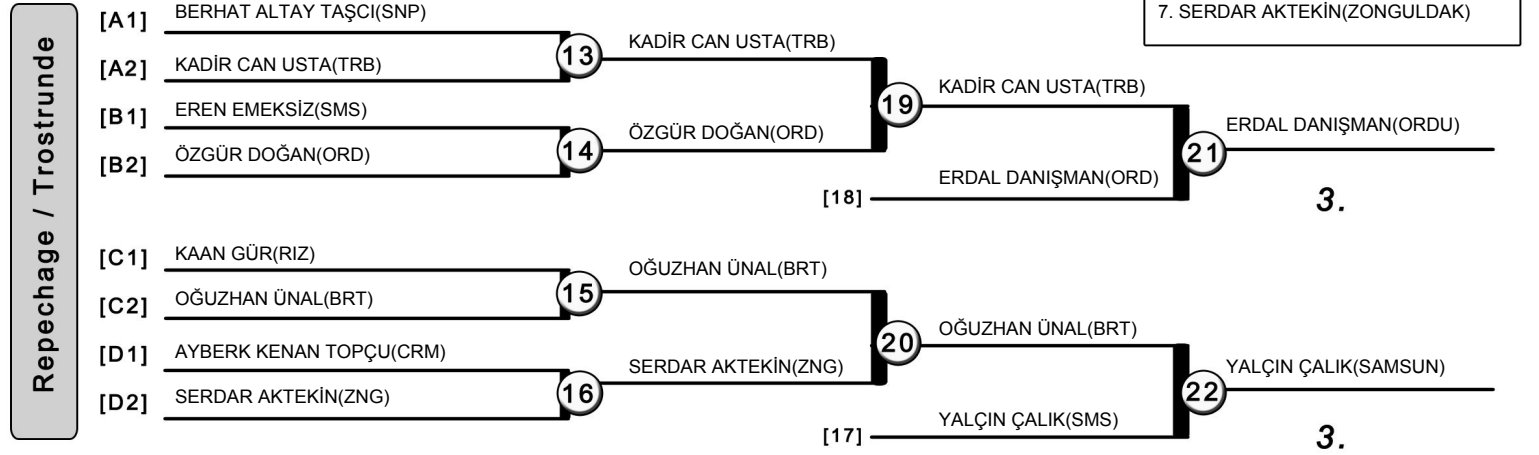 Repechage / Trostrunde
7. SERDAR AKTEKİN(ZONGULDAK)
[A1] BERHAT ALTAY TAŞCI(SNP)
[A2] KADİR CAN USTA(TRB)
13
KADİR CAN USTA(TRB)
[B1] EREN EMEKSİZ(SMS)
[B2] ÖZGÜR DOĞAN(ORD)
14
ÖZGÜR DOĞAN(ORD)
19
KADİR CAN USTA(TRB)
[18] ERDAL DANIŞMAN(ORD)
21
ERDAL DANIŞMAN(ORDU)
3.
[C1] KAAN GÜR(RIZ)
[C2] OĞUZHAN ÜNAL(BRT)
15
OĞUZHAN ÜNAL(BRT)
[D1] AYBERK KENAN TOPÇU(CRM)
[D2] SERDAR AKTEKİN(ZNG)
16
SERDAR AKTEKİN(ZNG)
20
OĞUZHAN ÜNAL(BRT)
[17] YALÇIN ÇALIK(SMS)
22
YALÇIN ÇALIK(SAMSUN)
3.